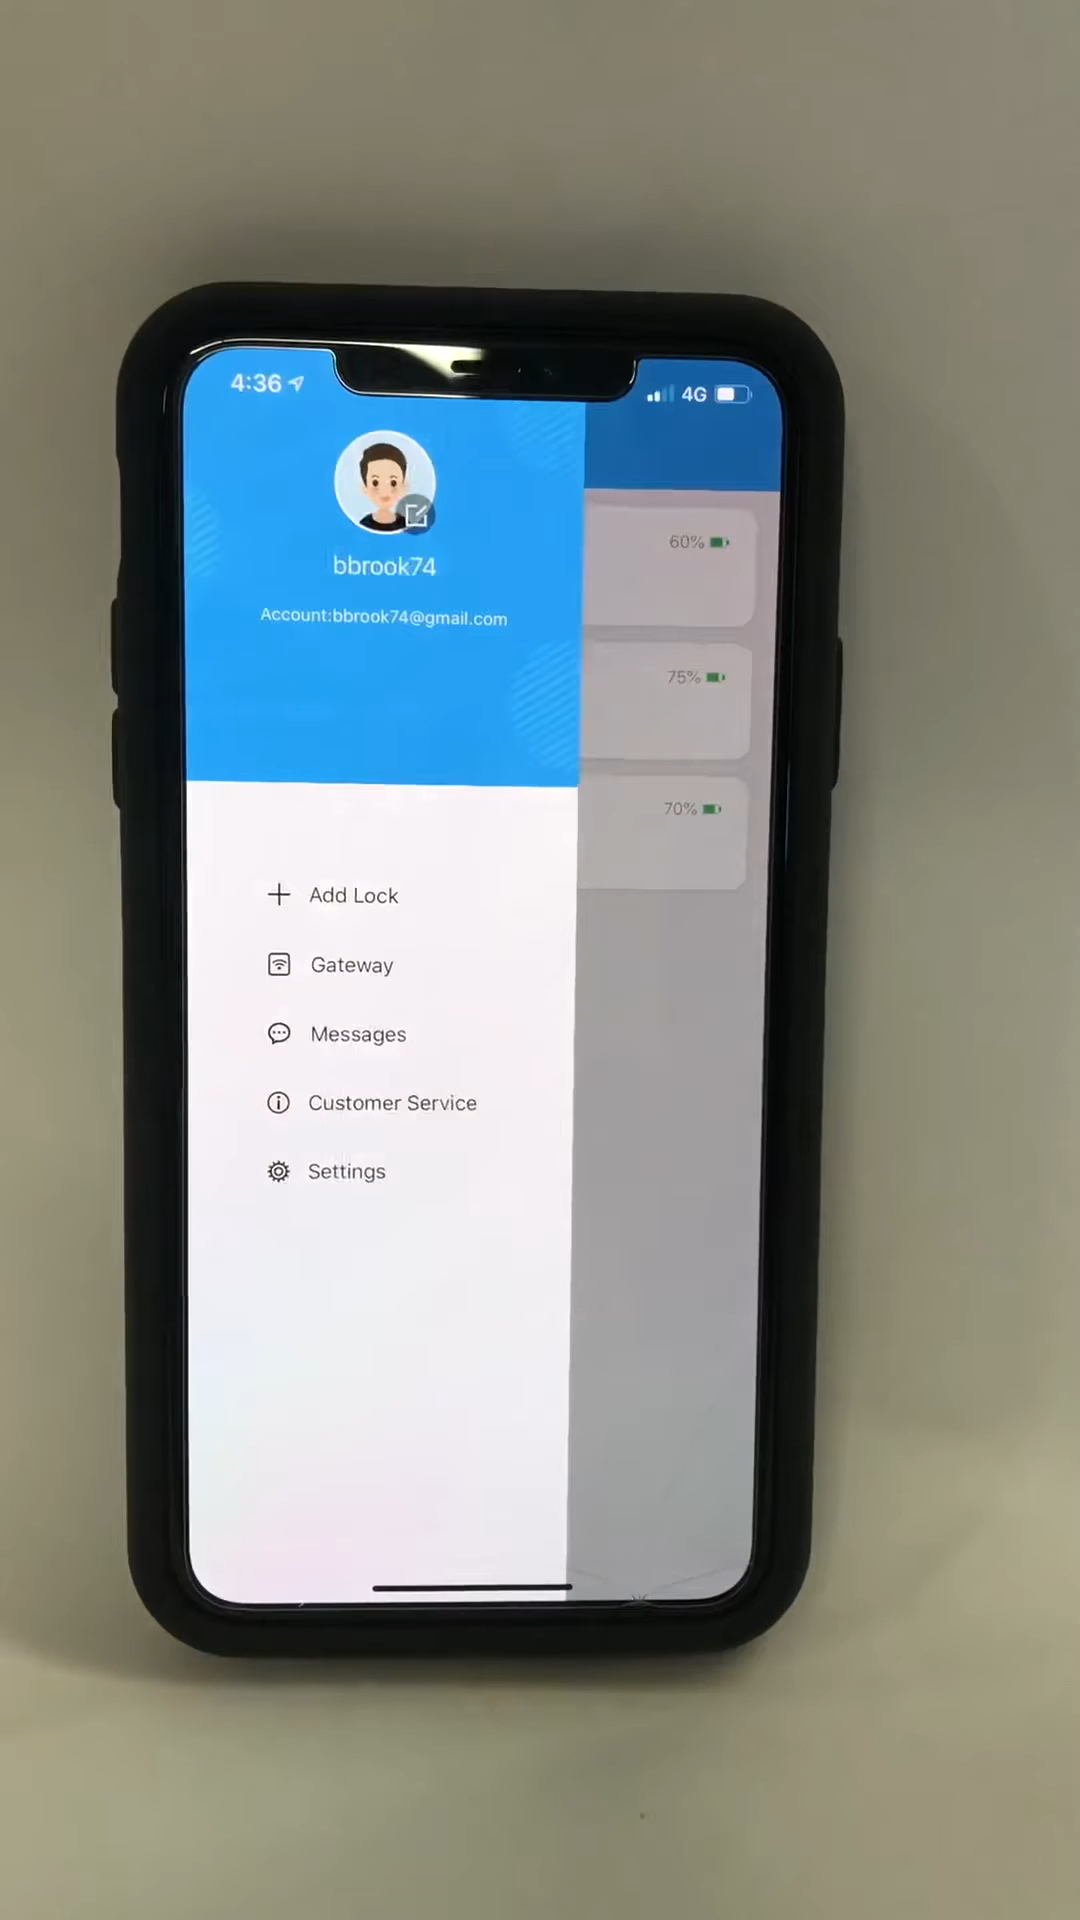 4:36
4G
bbrook74
Account:bbrook74@gmail.com
60%
75%
70%
Add Lock
Gateway
Messages
Customer Service
Settings